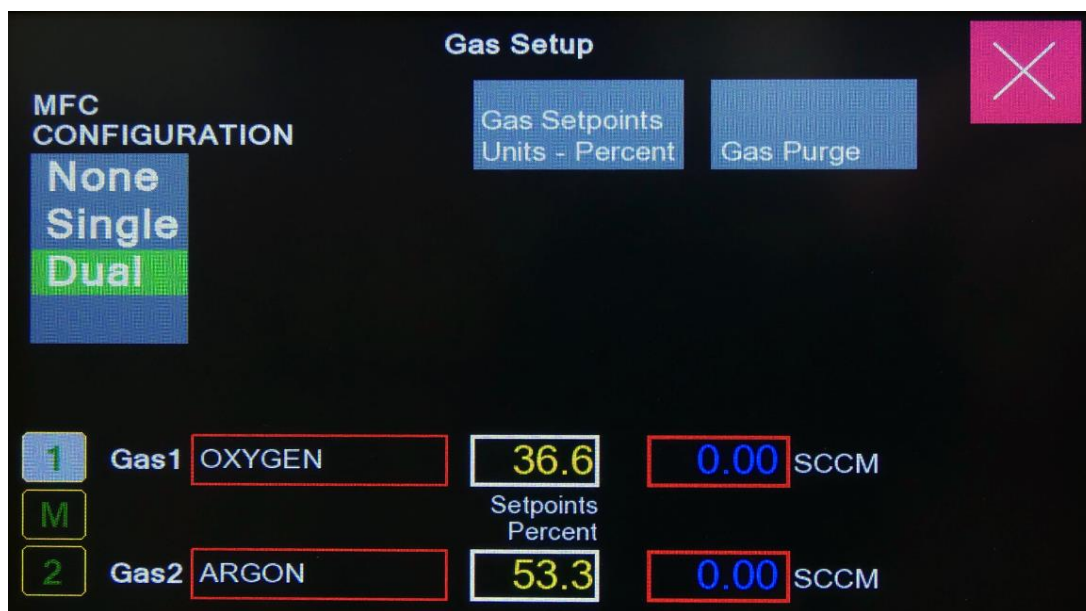 Gas Setup
MFC
CONFIGURATION
None
Single
Dual
Gas Setpoints
Units - Percent
Gas Purge
1 Gas1 OXYGEN 36.6 0.00 SCCM
M Setpoints
Percent
2 Gas2 ARGON 53.3 0.00 SCCM